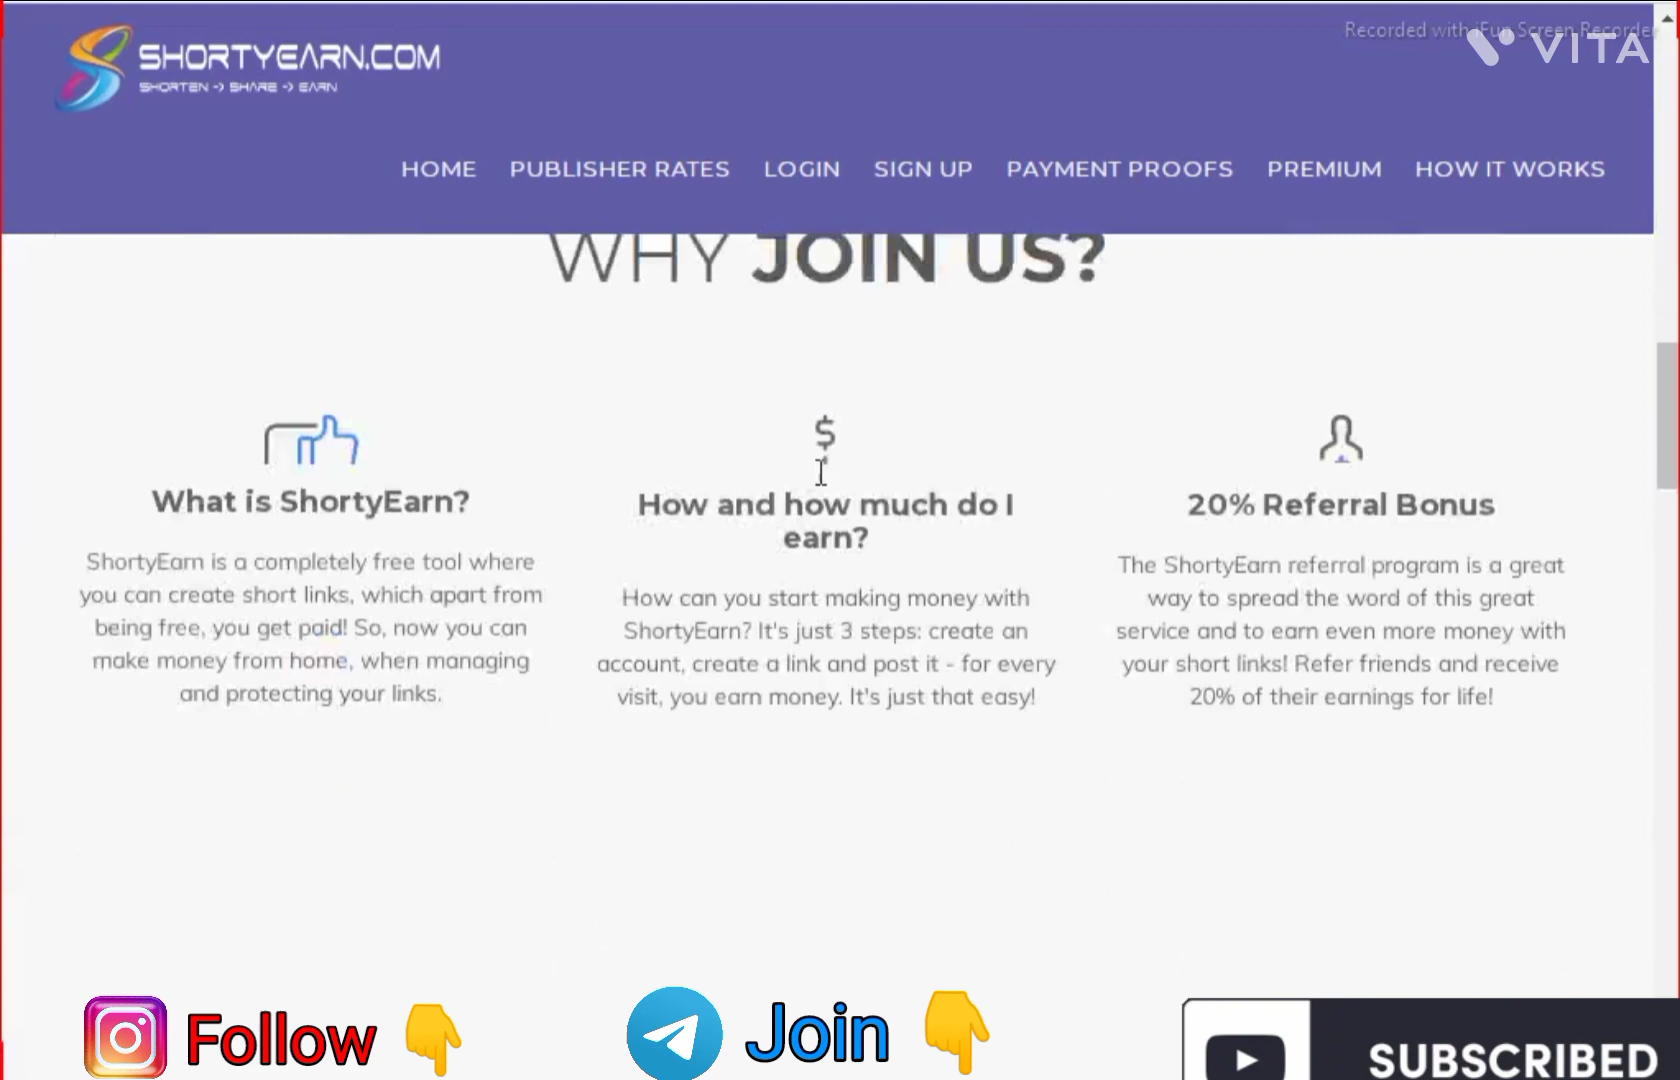 Recorded with iFun Screen Recorder
VITA
SHORTYEARN.COM
SHORTEN -> SHARE -> EARN
HOME PUBLISHER RATES LOGIN SIGN UP PAYMENT PROOFS PREMIUM HOW IT WORKS
WHY JOIN US?
$
What is ShortyEarn?
ShortyEarn is a completely free tool where
you can create short links, which apart from
being free, you get paid! So, now you can
make money from home, when managing
and protecting your links.
How and how much do I
earn?
How can you start making money with
ShortyEarn? It's just 3 steps: create an
account, create a link and post it - for every
visit, you earn money. It's just that easy!
20% Referral Bonus
The ShortyEarn referral program is a great
way to spread the word of this great
service and to earn even more money with
your short links! Refer friends and receive
20% of their earnings for life!
Follow
Join
SUBSCRIBED